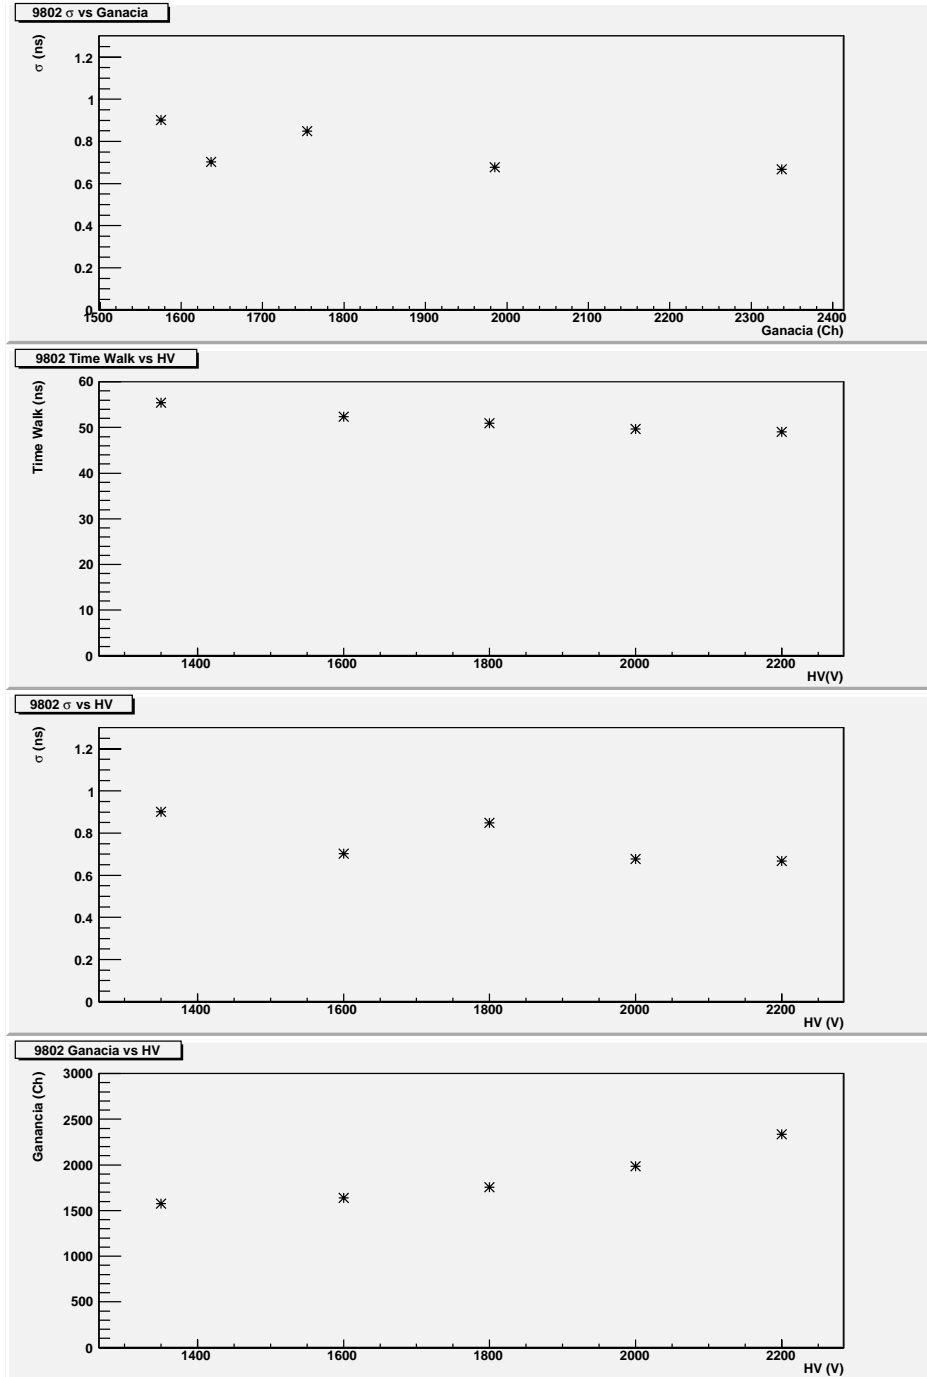 9802 σ vs Ganacia
σ (ns)
1.2
1
0.8
0.6
0.4
0.2
0
1500 1600 1700 1800 1900 2000 2100 2200 2300 2400
Ganacia (Ch)
9802 Time Walk vs HV
Time Walk (ns)
60
50
40
30
20
10
0
1400 1600 1800 2000 2200
HV(V)
9802 σ vs HV
σ (ns)
1.2
1
0.8
0.6
0.4
0.2
0
1400 1600 1800 2000 2200
HV (V)
9802 Ganacia vs HV
Ganancia (Ch)
3000
2500
2000
1500
1000
500
0
1400 1600 1800 2000 2200
HV (V)